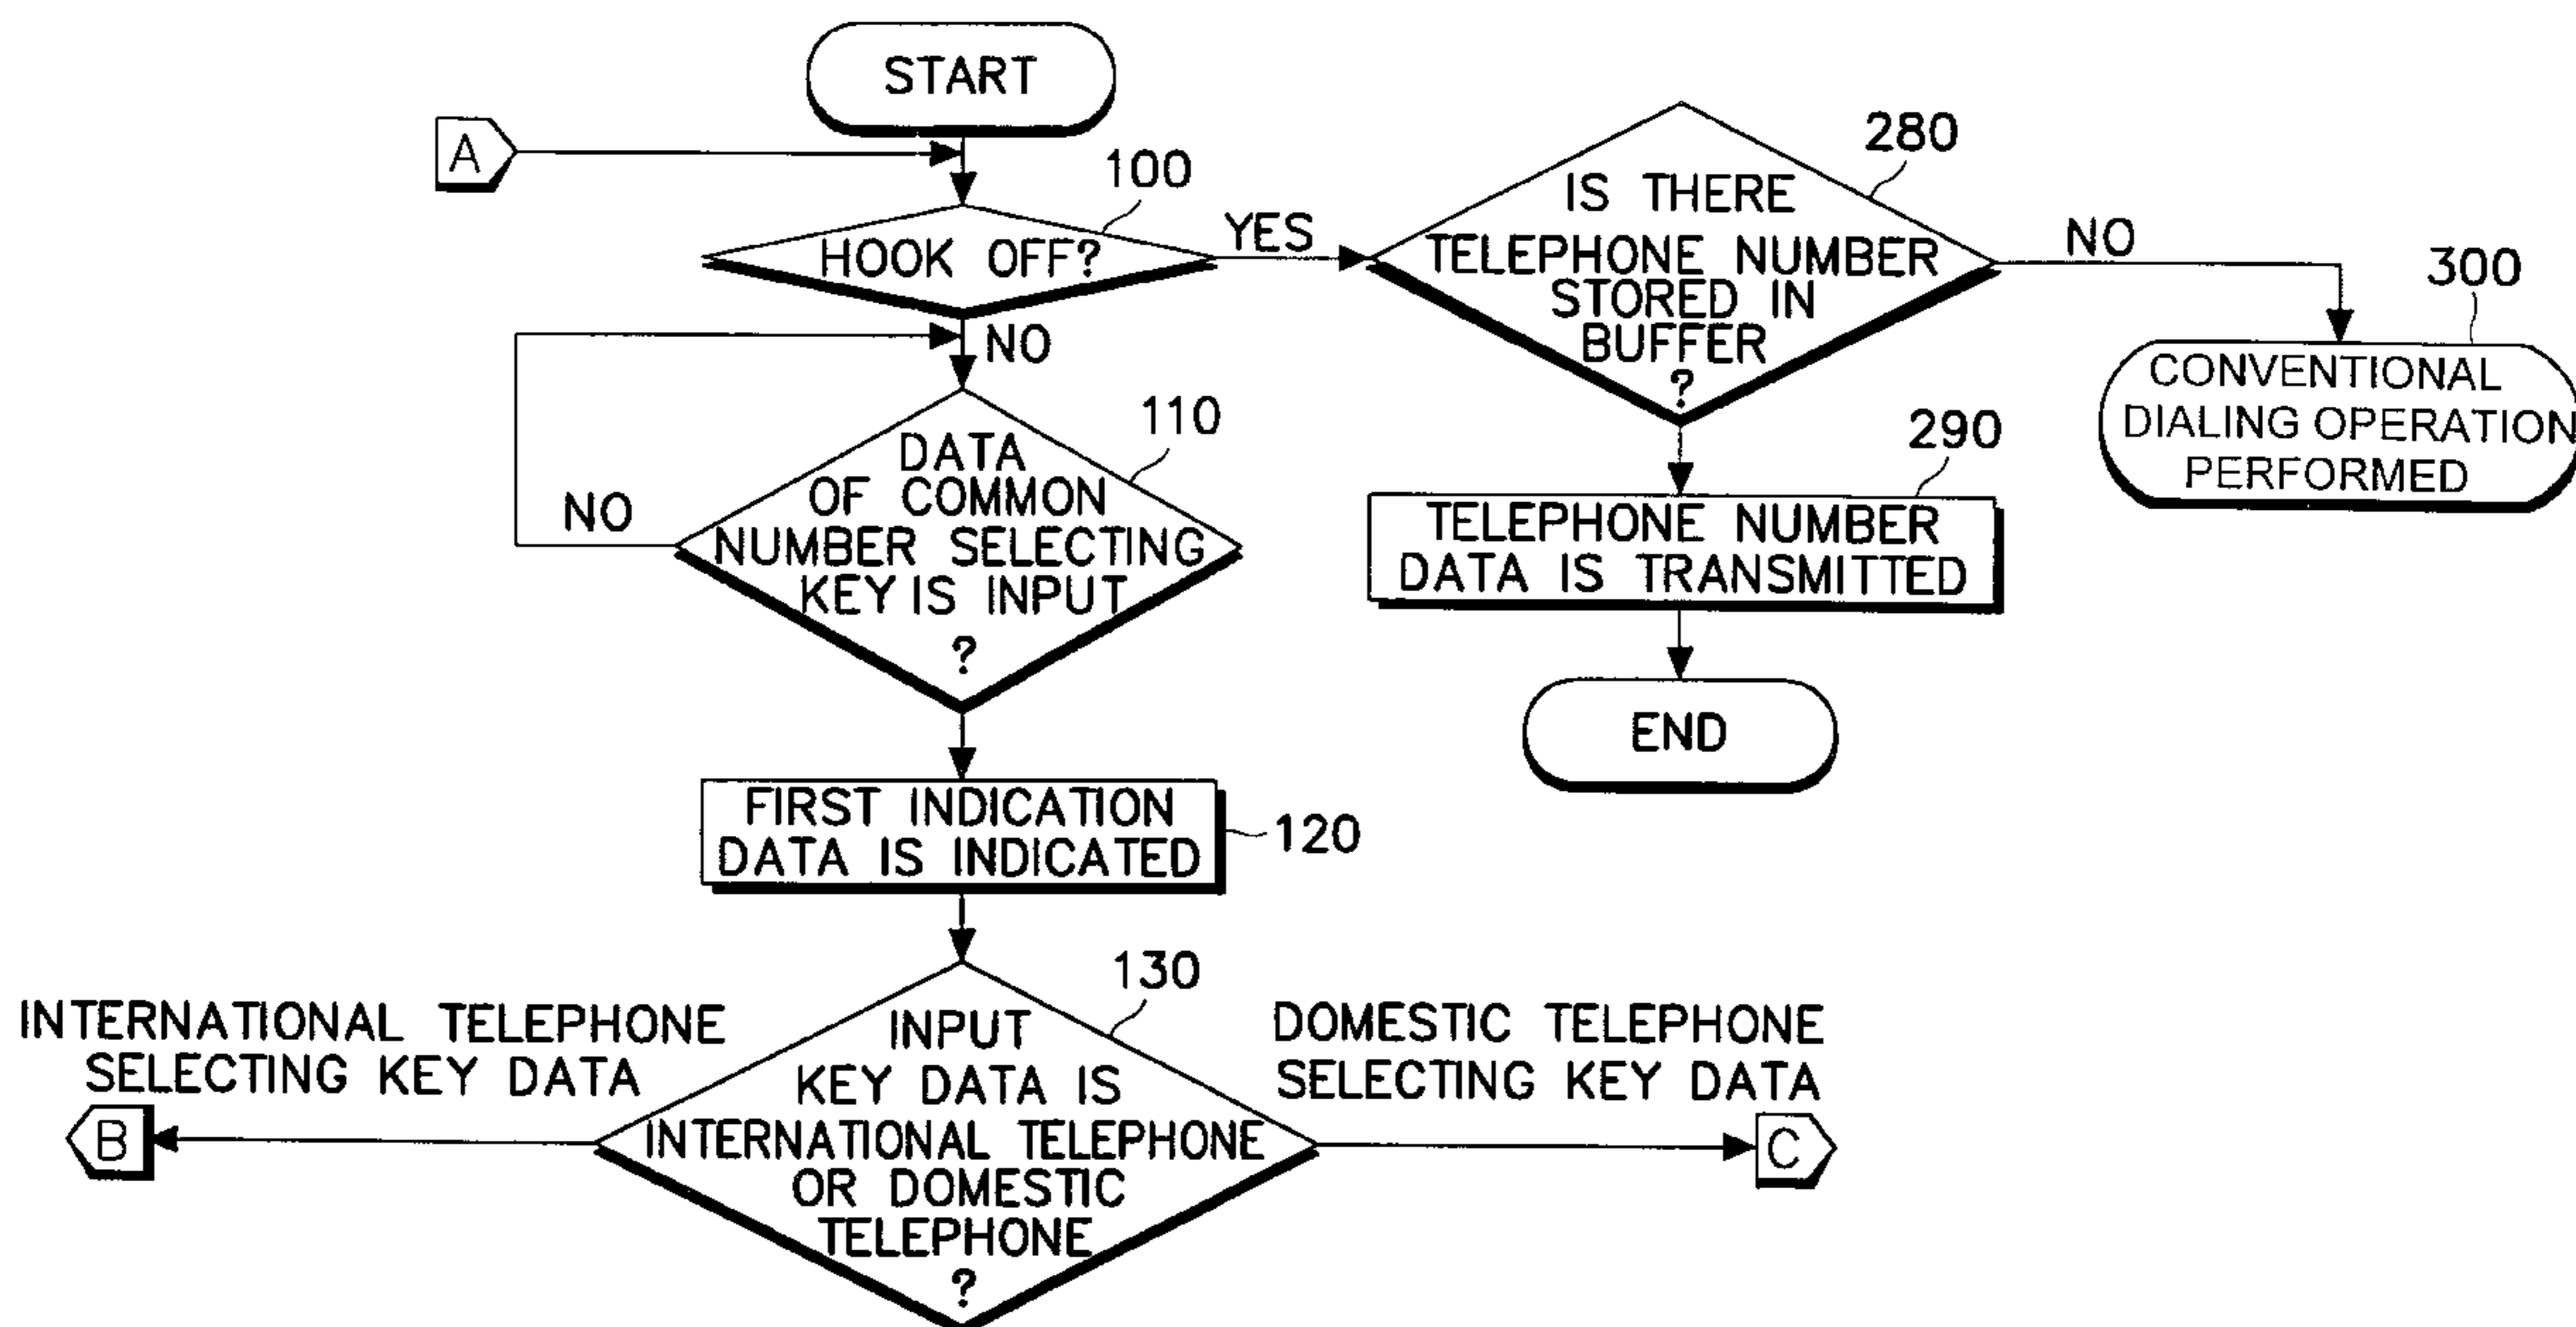 START
A
100
HOOK OFF?
YES
NO
280
IS THERE
TELEPHONE NUMBER
STORED IN
BUFFER
?
NO
300
CONVENTIONAL
DIALING OPERATION
PERFORMED
110
DATA
OF COMMON
NUMBER SELECTING
KEY IS INPUT
?
NO
290
TELEPHONE NUMBER
DATA IS TRANSMITTED
END
FIRST INDICATION
DATA IS INDICATED
120
130
INPUT
KEY DATA IS
INTERNATIONAL TELEPHONE
OR DOMESTIC
TELEPHONE
?
INTERNATIONAL TELEPHONE
SELECTING KEY DATA
B
DOMESTIC TELEPHONE
SELECTING KEY DATA
C